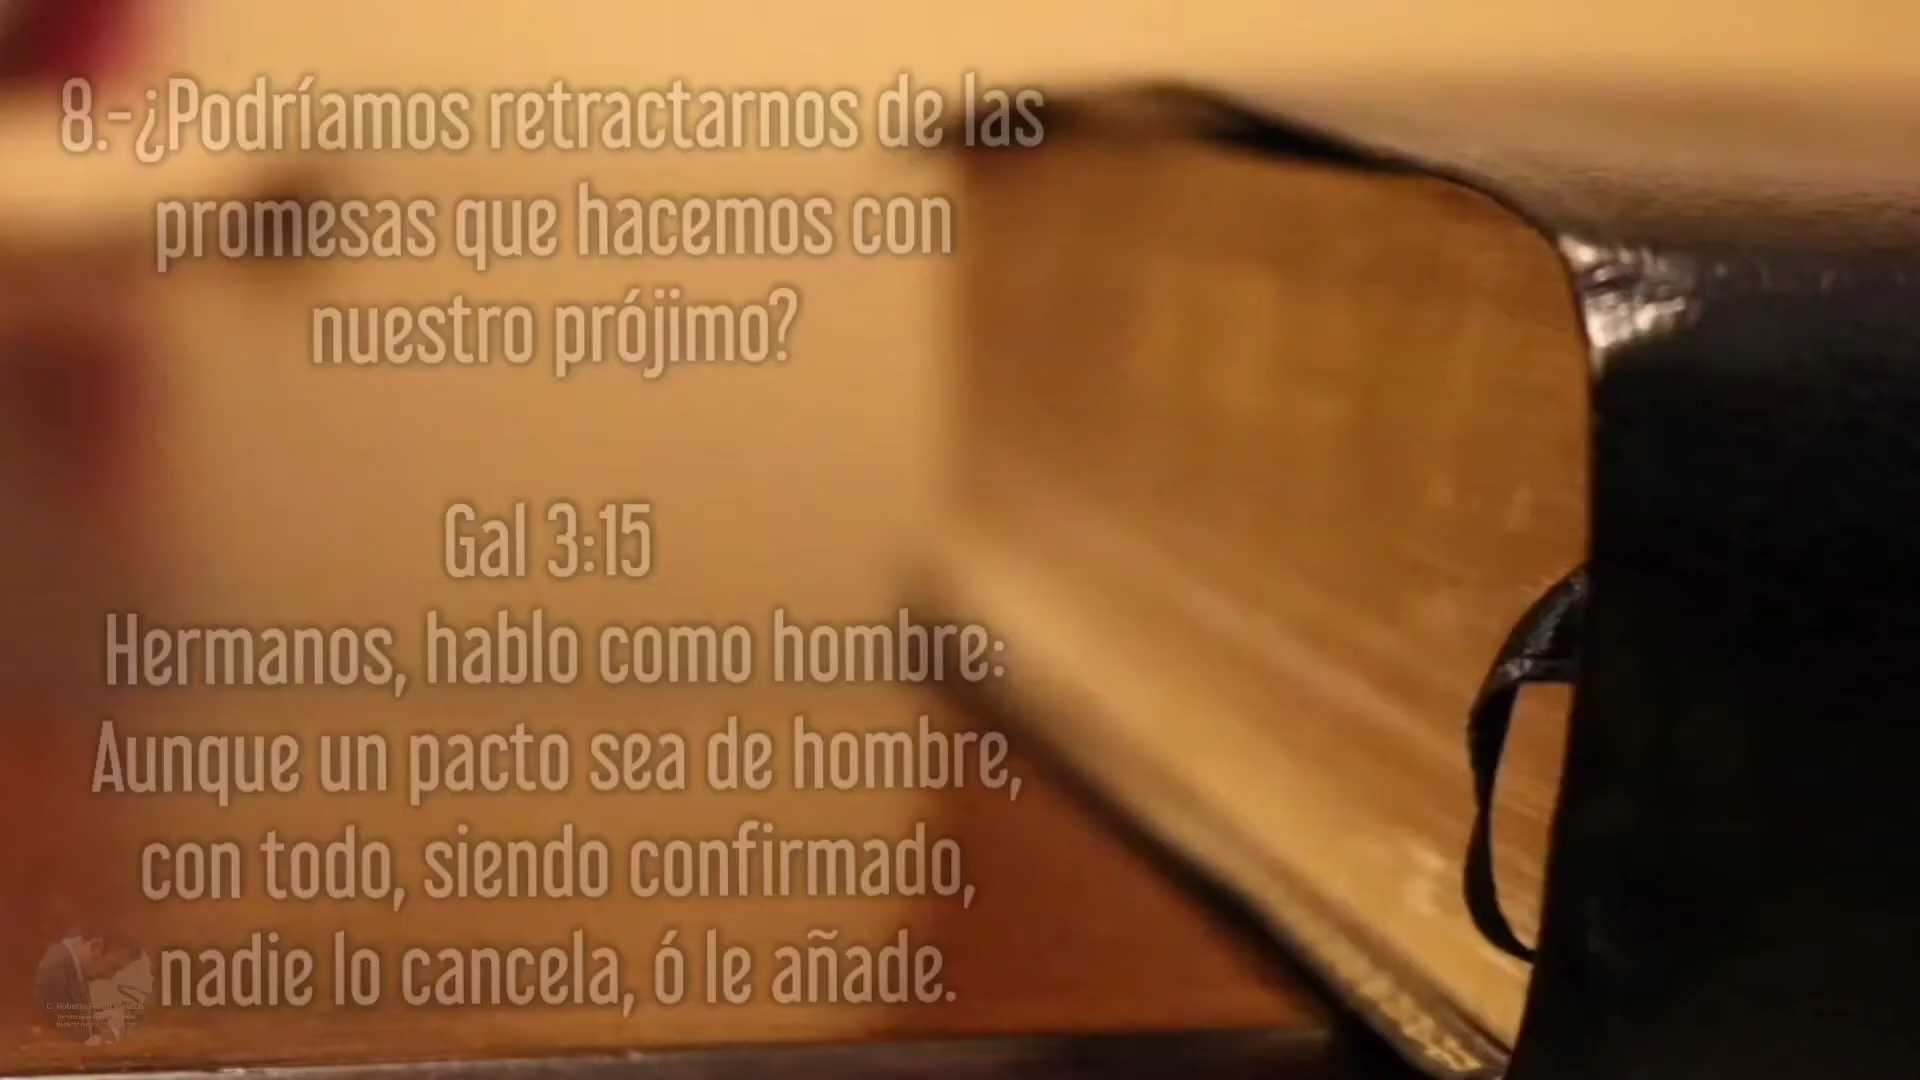 8.-¿Podríamos retractarnos de las
promesas que hacemos con
nuestro prójimo?
Gal 3:15
Hermanos, hablo como hombre:
Aunque un pacto sea de hombre,
con todo, siendo confirmado,
nadie lo cancela, ó le añade.